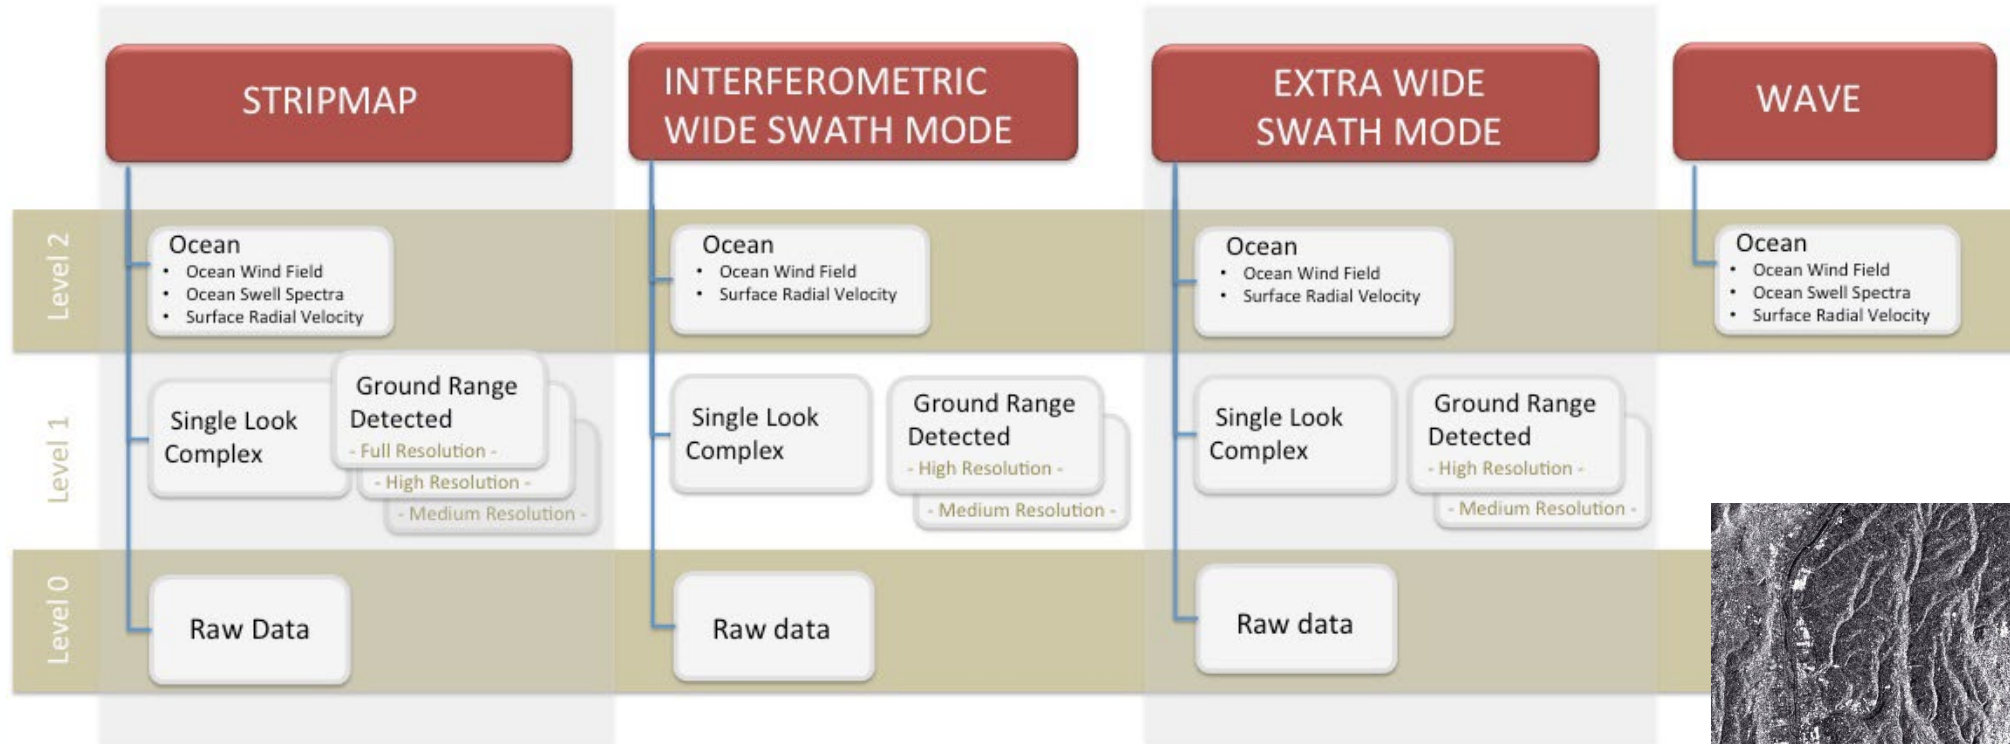 STRIPMAP
INTERFEROMETRIC
WIDE SWATH MODE
EXTRA WIDE
SWATH MODE
WAVE
Level 2
Ocean
• Ocean Wind Field
• Ocean Swell Spectra
• Surface Radial Velocity
Ocean
• Ocean Wind Field
• Surface Radial Velocity
Ocean
• Ocean Wind Field
• Surface Radial Velocity
Ocean
• Ocean Wind Field
• Ocean Swell Spectra
• Surface Radial Velocity
Level 1
Single Look
Complex
Ground Range
Detected
- Full Resolution -
- High Resolution -
- Medium Resolution -
Single Look
Complex
Ground Range
Detected
- High Resolution -
- Medium Resolution -
Single Look
Complex
Ground Range
Detected
- High Resolution -
- Medium Resolution -
Level 0
Raw Data
Raw data
Raw data